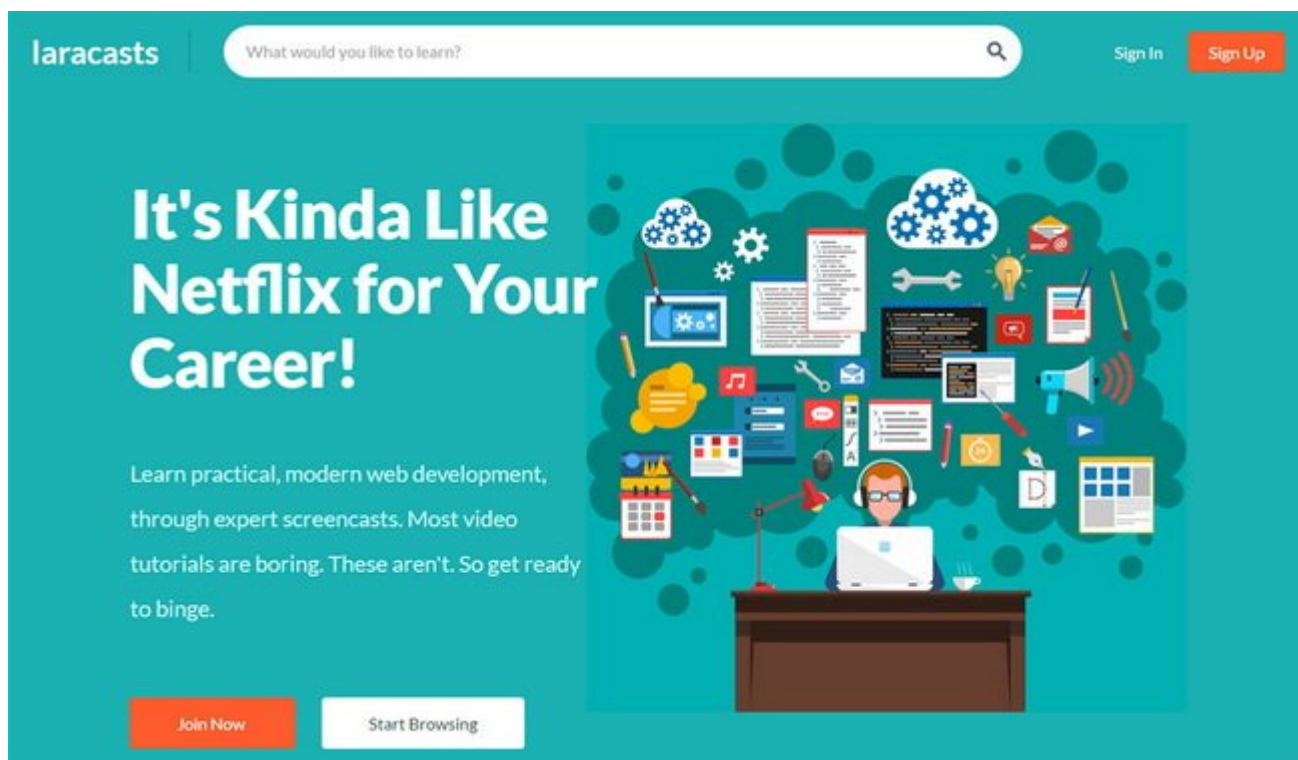 laracasts
What would you like to learn?
Sign In
Sign Up
It's Kinda Like
Netflix for Your
Career!
Learn practical, modern web development,
through expert screencasts. Most video
tutorials are boring. These aren't. So get ready
to binge.
Join Now
Start Browsing